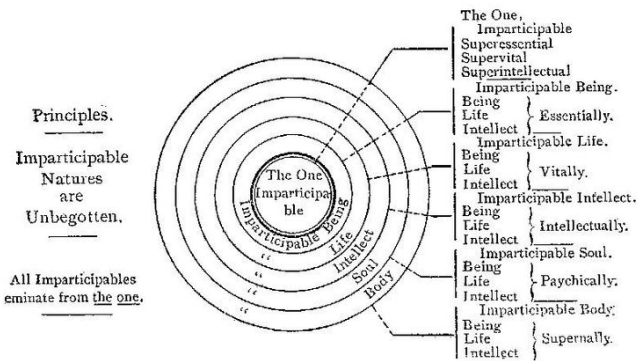 Principles.
Imparticipable
Natures
are
Unbegotten.
All Imparticipables
eminate from the one.
The One
Imparticipa
ble
Imparticipable Being
" Life
" Intellect
" Soul
" Body
The One,
Imparticipable
Superessential
Supervital
Superintellectual
Imparticipable Being.
Being
Life } Essentially.
Intellect
Imparticipable Life.
Being
Life } Vitally.
Intellect
Imparticipable Intellect.
Being
Life } Intellectually.
Intellect
Imparticipable Soul.
Being
Life } Paychically.
Intellect
Imparticipable Body.
Being
Life } Supernally.
Intellect